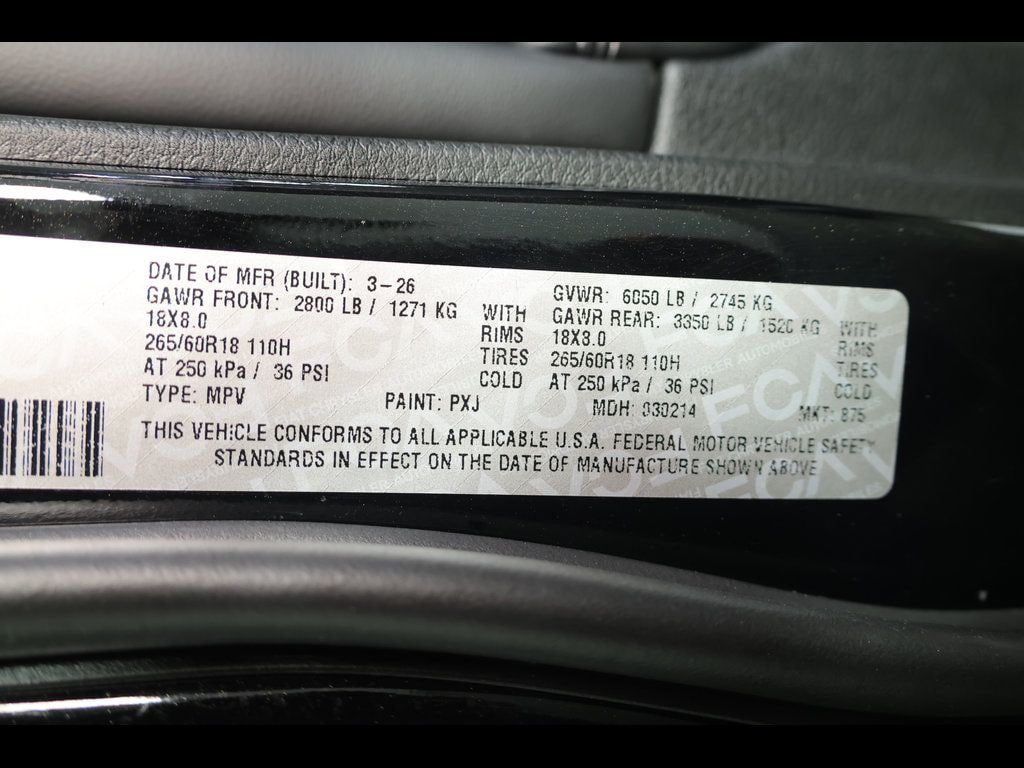 DATE OF MFR (BUILT): 3-26 GVWR: 6050 LB / 2745 KG
GAWR FRONT: 2800 LB / 1271 KG WITH GAWR REAR: 3350 LB / 1520 KG WITH
18X8.0 RIMS 18X8.0 RIMS
265/60R18 110H TIRES 265/60R18 110H TIRES
AT 250 kPa / 36 PSI COLD AT 250 kPa / 36 PSI COLD
TYPE: MPV PAINT: PXJ MDH: 030214 MKT: 875
THIS VEHICLE CONFORMS TO ALL APPLICABLE U.S.A. FEDERAL MOTOR VEHICLE SAFETY
STANDARDS IN EFFECT ON THE DATE OF MANUFACTURE SHOWN ABOVE